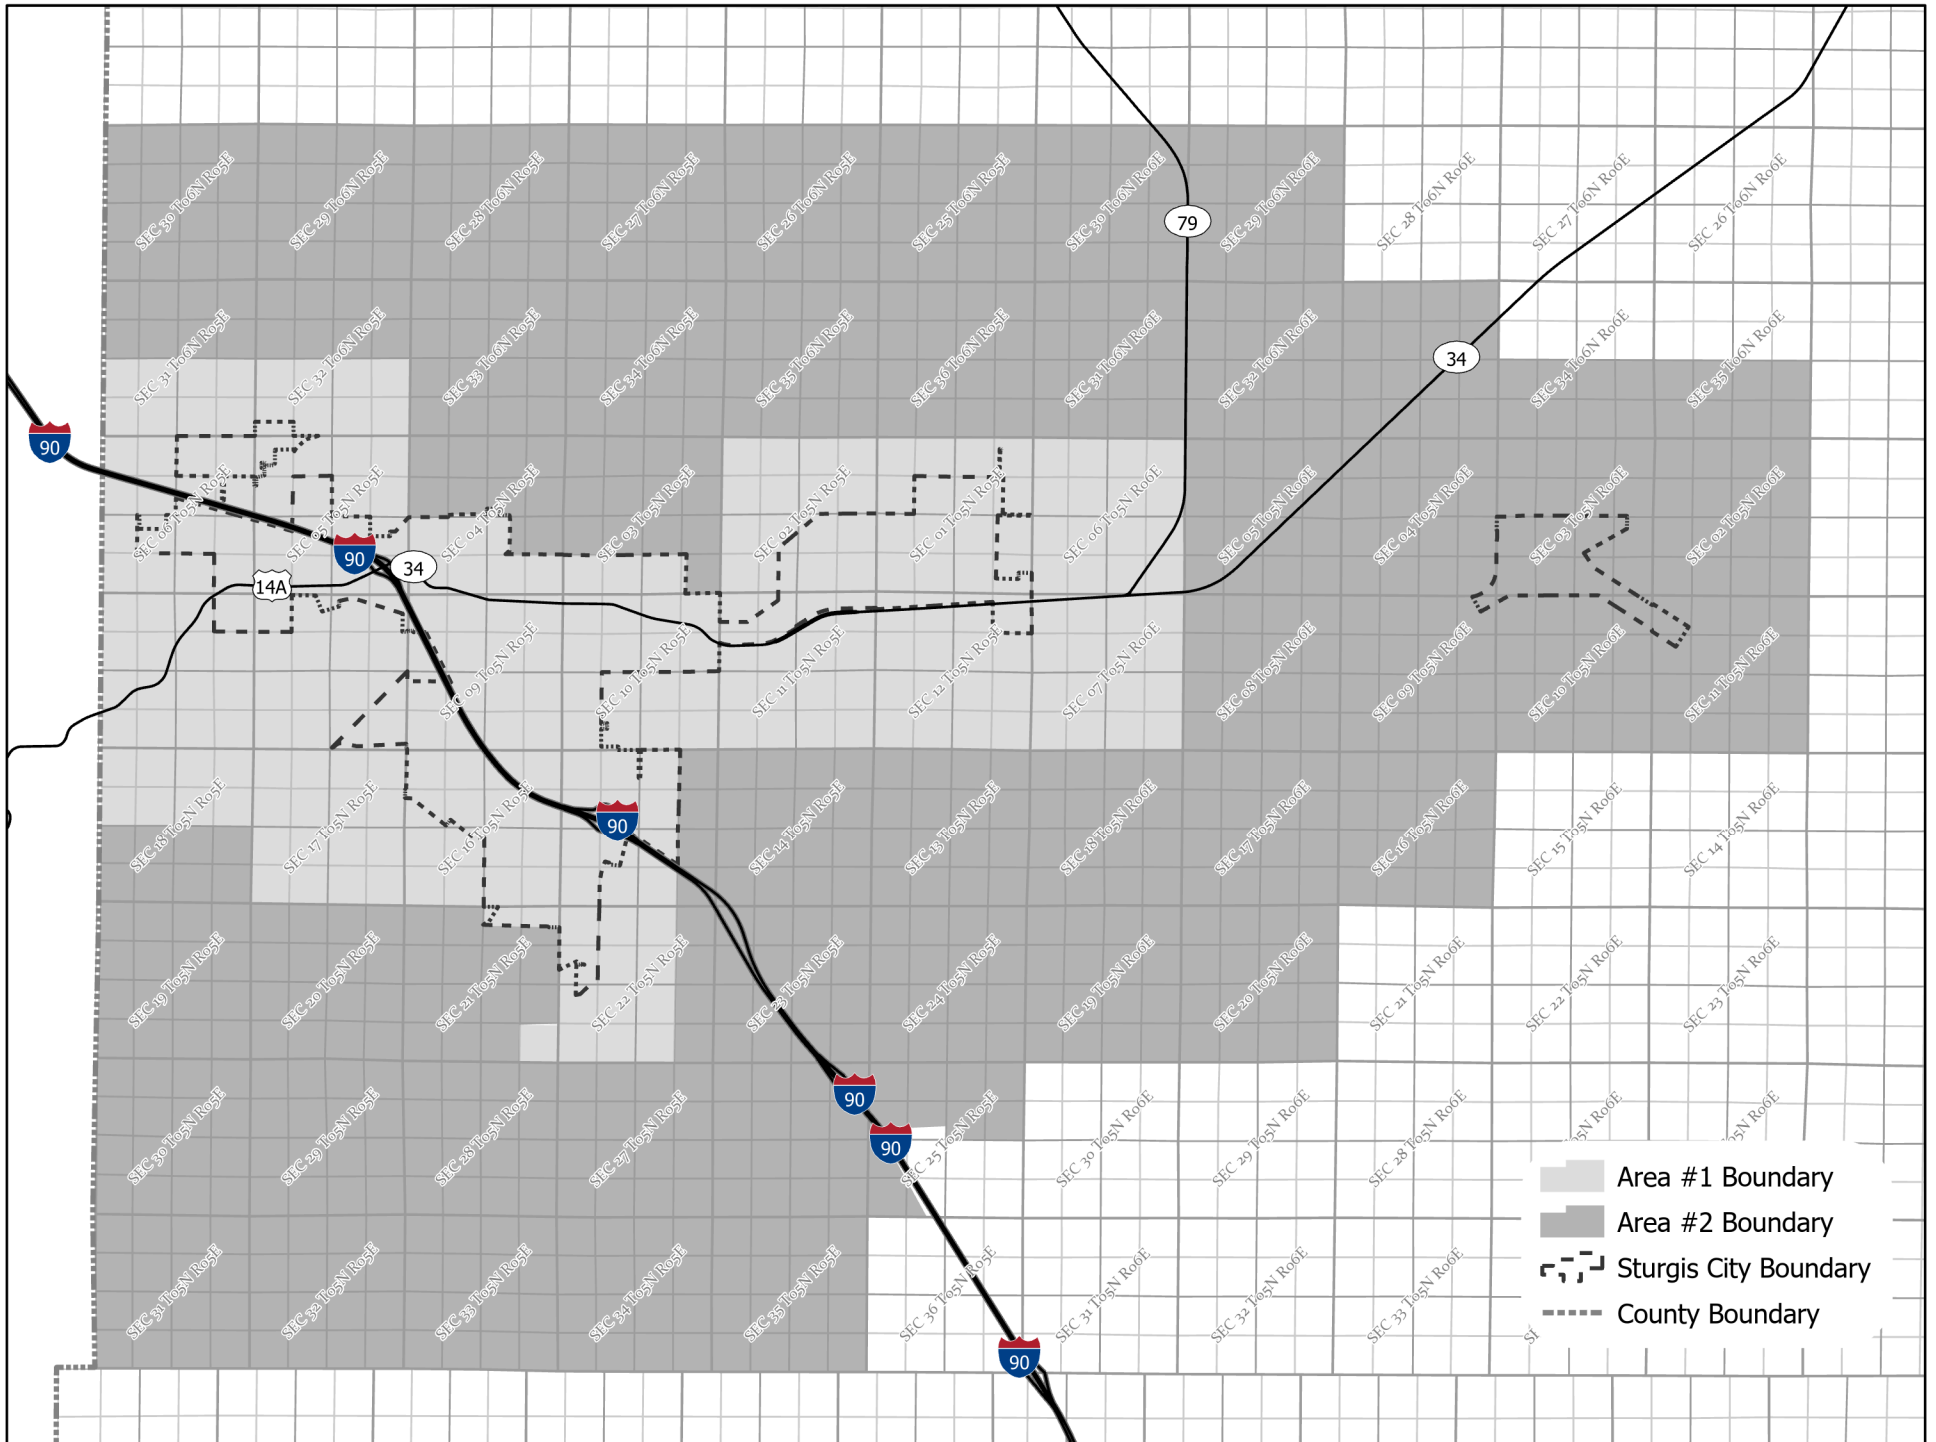 SEC 30 T06N R05E
SEC 29 T06N R05E
SEC 28 T06N R05E
SEC 27 T06N R05E
SEC 26 T06N R05E
SEC 25 T06N R05E
SEC 30 T06N R06E
SEC 29 T06N R06E
SEC 28 T06N R06E
SEC 27 T06N R06E
SEC 26 T06N R06E
79
SEC 31 T06N R05E
SEC 32 T06N R05E
SEC 33 T06N R05E
SEC 34 T06N R05E
SEC 35 T06N R05E
SEC 36 T06N R05E
SEC 31 T06N R06E
SEC 32 T06N R06E
34
SEC 34 T06N R06E
SEC 35 T06N R06E
90
SEC 06 T05N R05E
SEC 05 T05N R05E
SEC 04 T05N R05E
SEC 03 T05N R05E
SEC 02 T05N R05E
SEC 01 T05N R05E
SEC 06 T05N R06E
SEC 05 T05N R06E
SEC 04 T05N R06E
SEC 03 T05N R06E
SEC 02 T05N R06E
90
34
14A
SEC 09 T05N R05E
SEC 10 T05N R05E
SEC 11 T05N R05E
SEC 12 T05N R05E
SEC 07 T05N R06E
SEC 08 T05N R06E
SEC 09 T05N R06E
SEC 10 T05N R06E
SEC 11 T05N R06E
SEC 18 T05N R05E
SEC 17 T05N R05E
SEC 16 T05N R05E
90
SEC 14 T05N R05E
SEC 13 T05N R05E
SEC 18 T05N R06E
SEC 17 T05N R06E
SEC 16 T05N R06E
SEC 15 T05N R06E
SEC 14 T05N R06E
SEC 19 T05N R05E
SEC 20 T05N R05E
SEC 21 T05N R05E
SEC 22 T05N R05E
SEC 23 T05N R05E
SEC 24 T05N R05E
SEC 19 T05N R06E
SEC 20 T05N R06E
SEC 21 T05N R06E
SEC 22 T05N R06E
SEC 23 T05N R06E
90
90
SEC 30 T05N R05E
SEC 29 T05N R05E
SEC 28 T05N R05E
SEC 27 T05N R05E
SEC 25 T05N R05E
SEC 30 T05N R06E
SEC 29 T05N R06E
SEC 28 T05N R06E
SEC 31 T05N R05E
SEC 32 T05N R05E
SEC 33 T05N R05E
SEC 34 T05N R05E
SEC 35 T05N R05E
SEC 36 T05N R05E
SEC 31 T05N R06E
SEC 32 T05N R06E
SEC 33 T05N R06E
90
Area #1 Boundary
Area #2 Boundary
Sturgis City Boundary
County Boundary